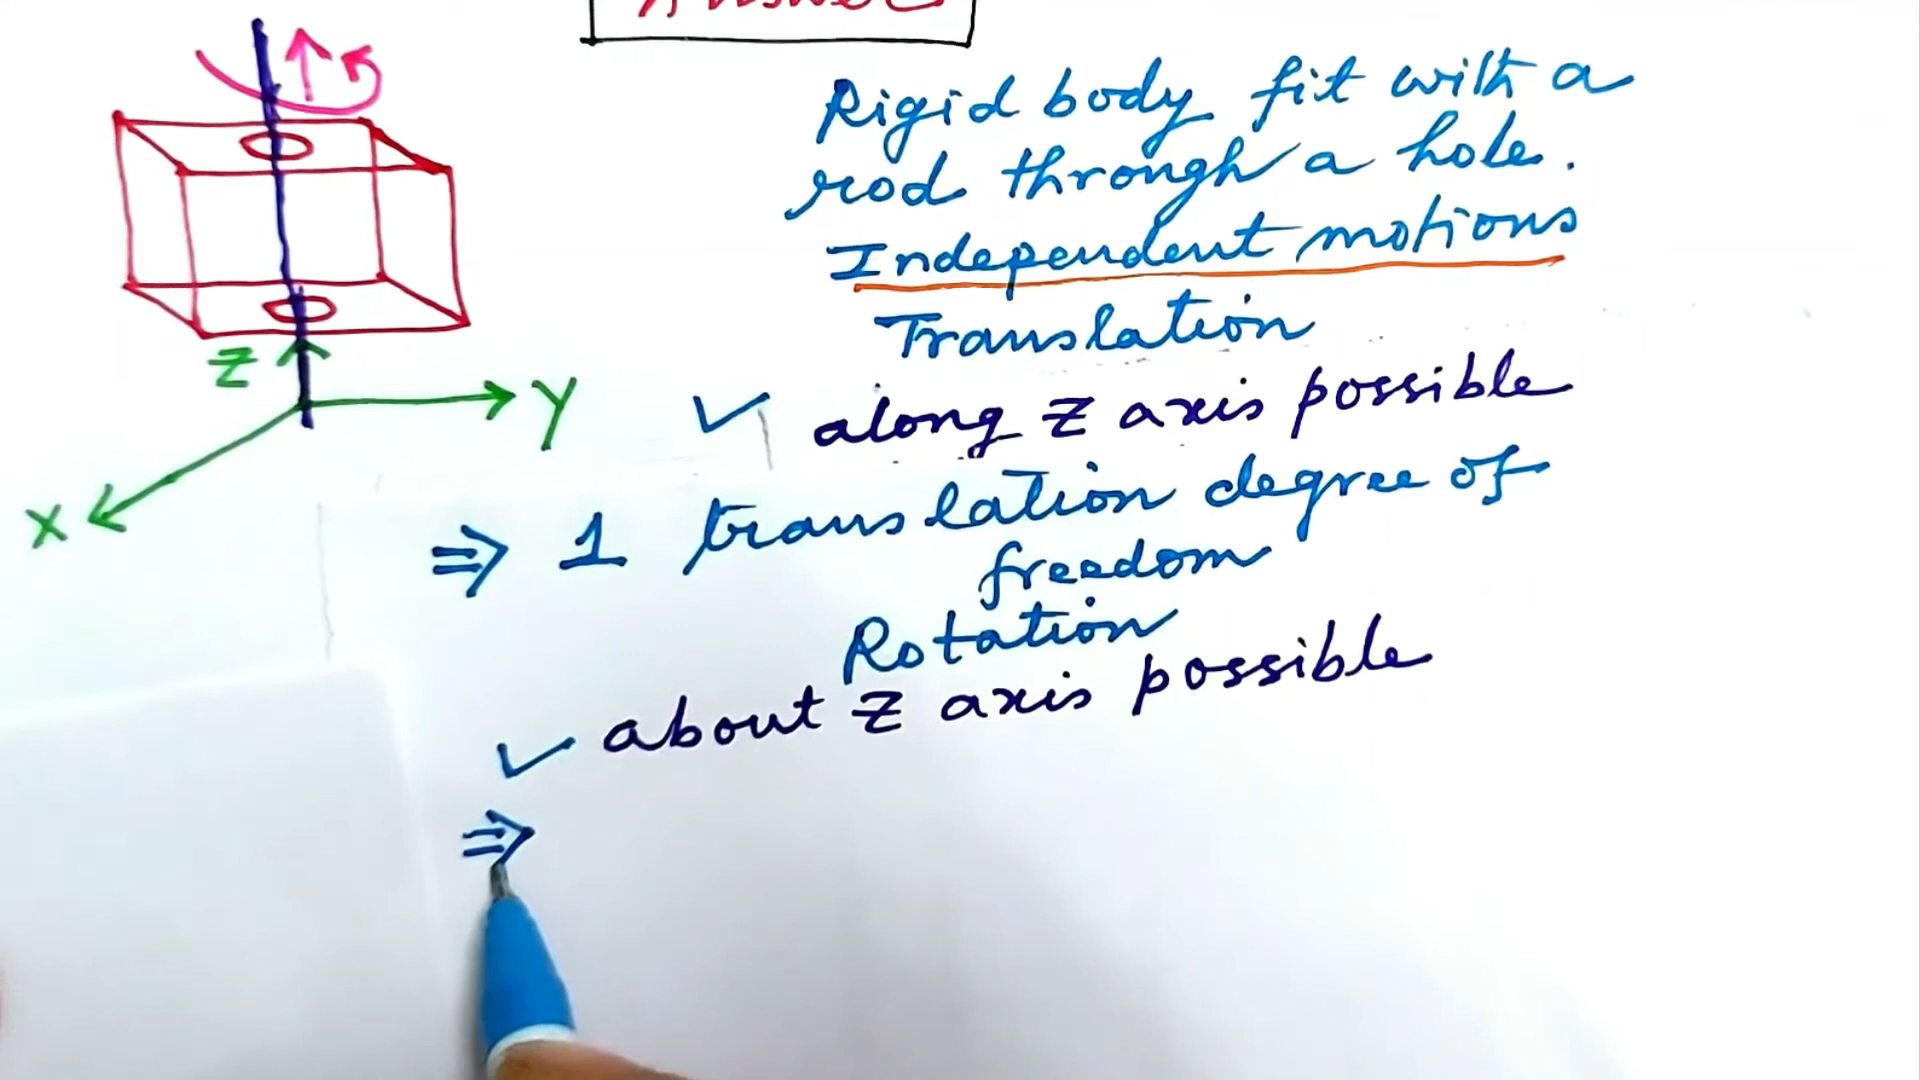 Answer
Rigid body fit with a
rod through a hole.
Independent motions
Translation
✓ along Z axis possible
⇒ 1 translation degree of
freedom
Rotation
✓ about Z axis possible
⇒
Z
Y
X